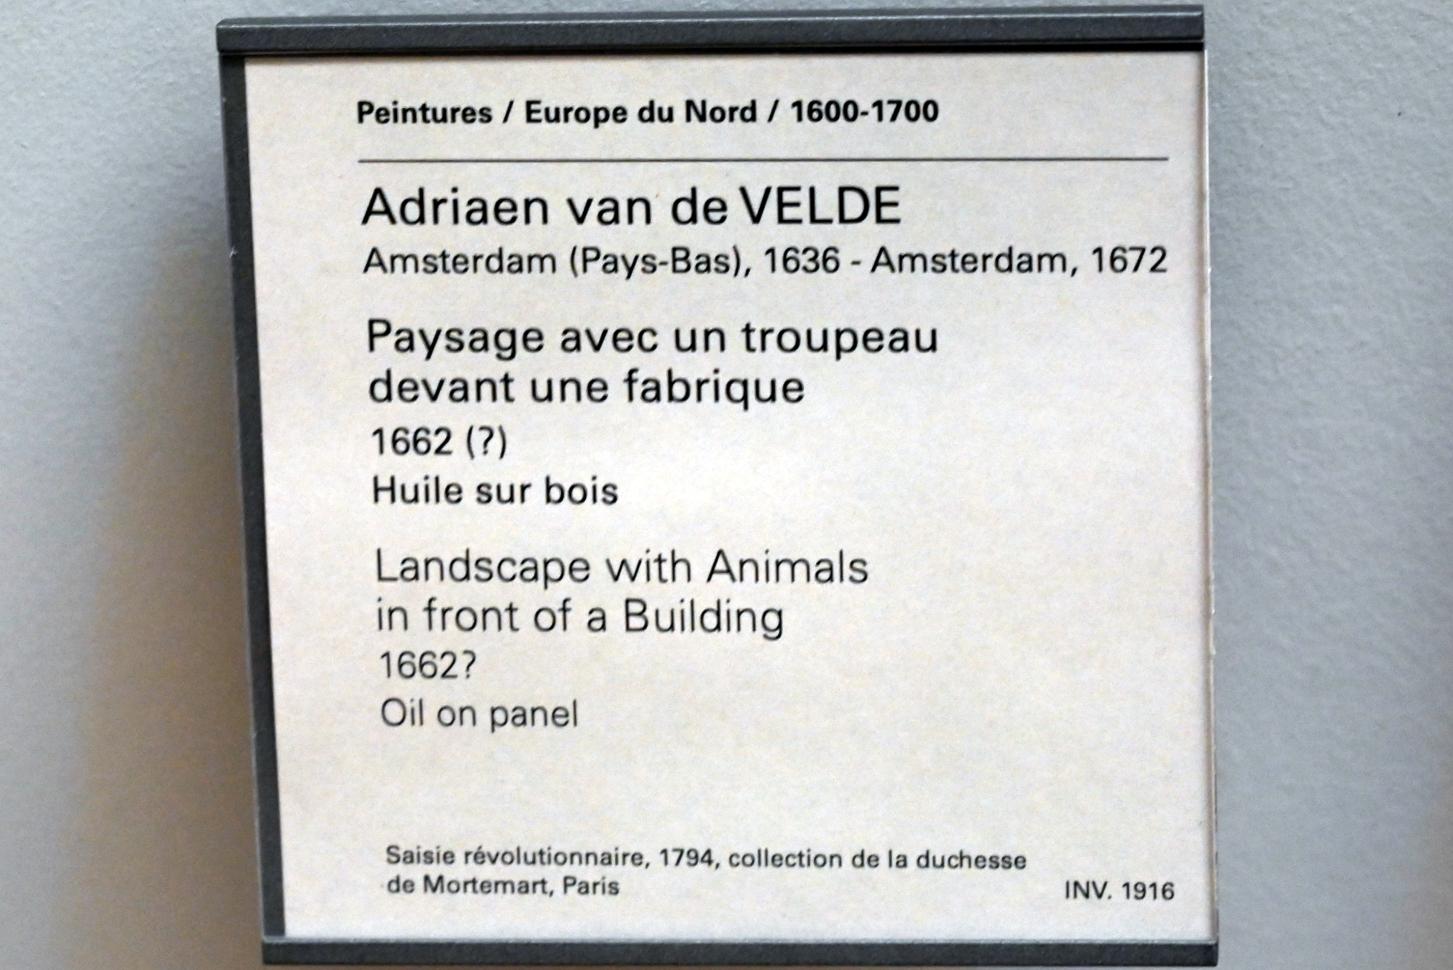 Peintures / Europe du Nord / 1600-1700
Adriaen van de VELDE
Amsterdam (Pays-Bas), 1636 - Amsterdam, 1672
Paysage avec un troupeau
devant une fabrique
1662 (?)
Huile sur bois
Landscape with Animals
in front of a Building
1662?
Oil on panel
Saisie révolutionnaire, 1794, collection de la duchesse
de Mortemart, Paris
INV. 1916